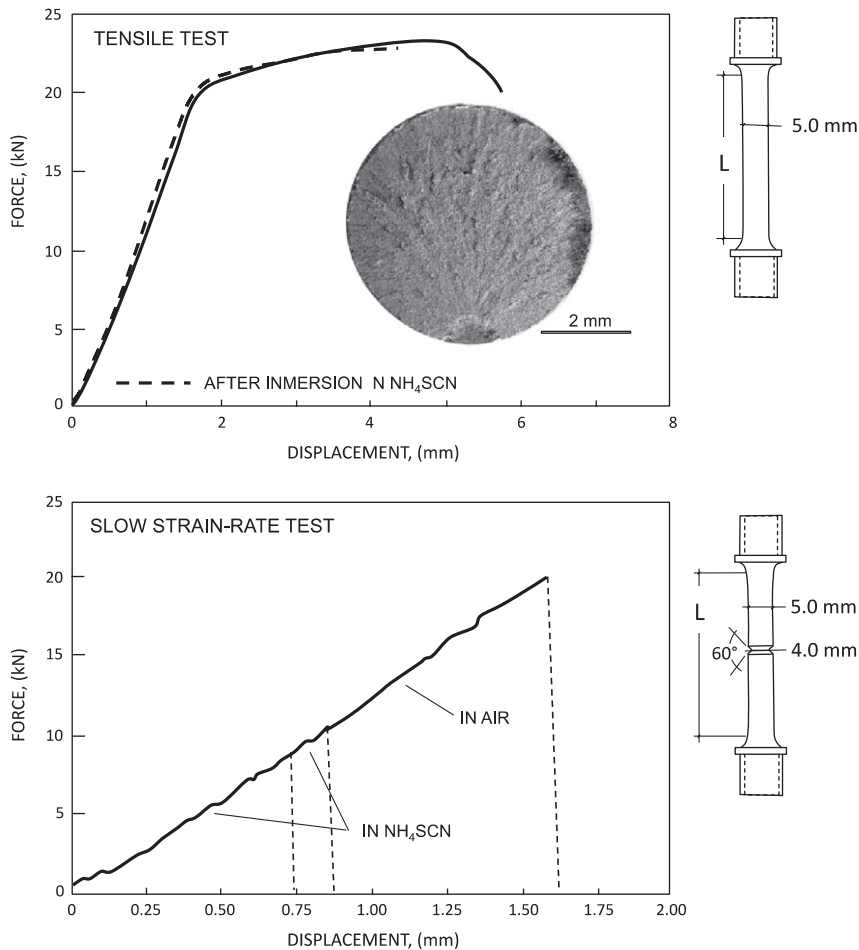 TENSILE TEST
25
20
15
10
5
0
FORCE, (kN)
2 mm
AFTER INMERSION N NH₄SCN
0 2 4 6 8
DISPLACEMENT, (mm)
L
5.0 mm
SLOW STRAIN-RATE TEST
25
20
15
10
5
0
FORCE, (kN)
IN AIR
IN NH₄SCN
0 0.25 0.50 0.75 1.00 1.25 1.50 1.75 2.00
DISPLACEMENT, (mm)
L
5.0 mm
60°
4.0 mm